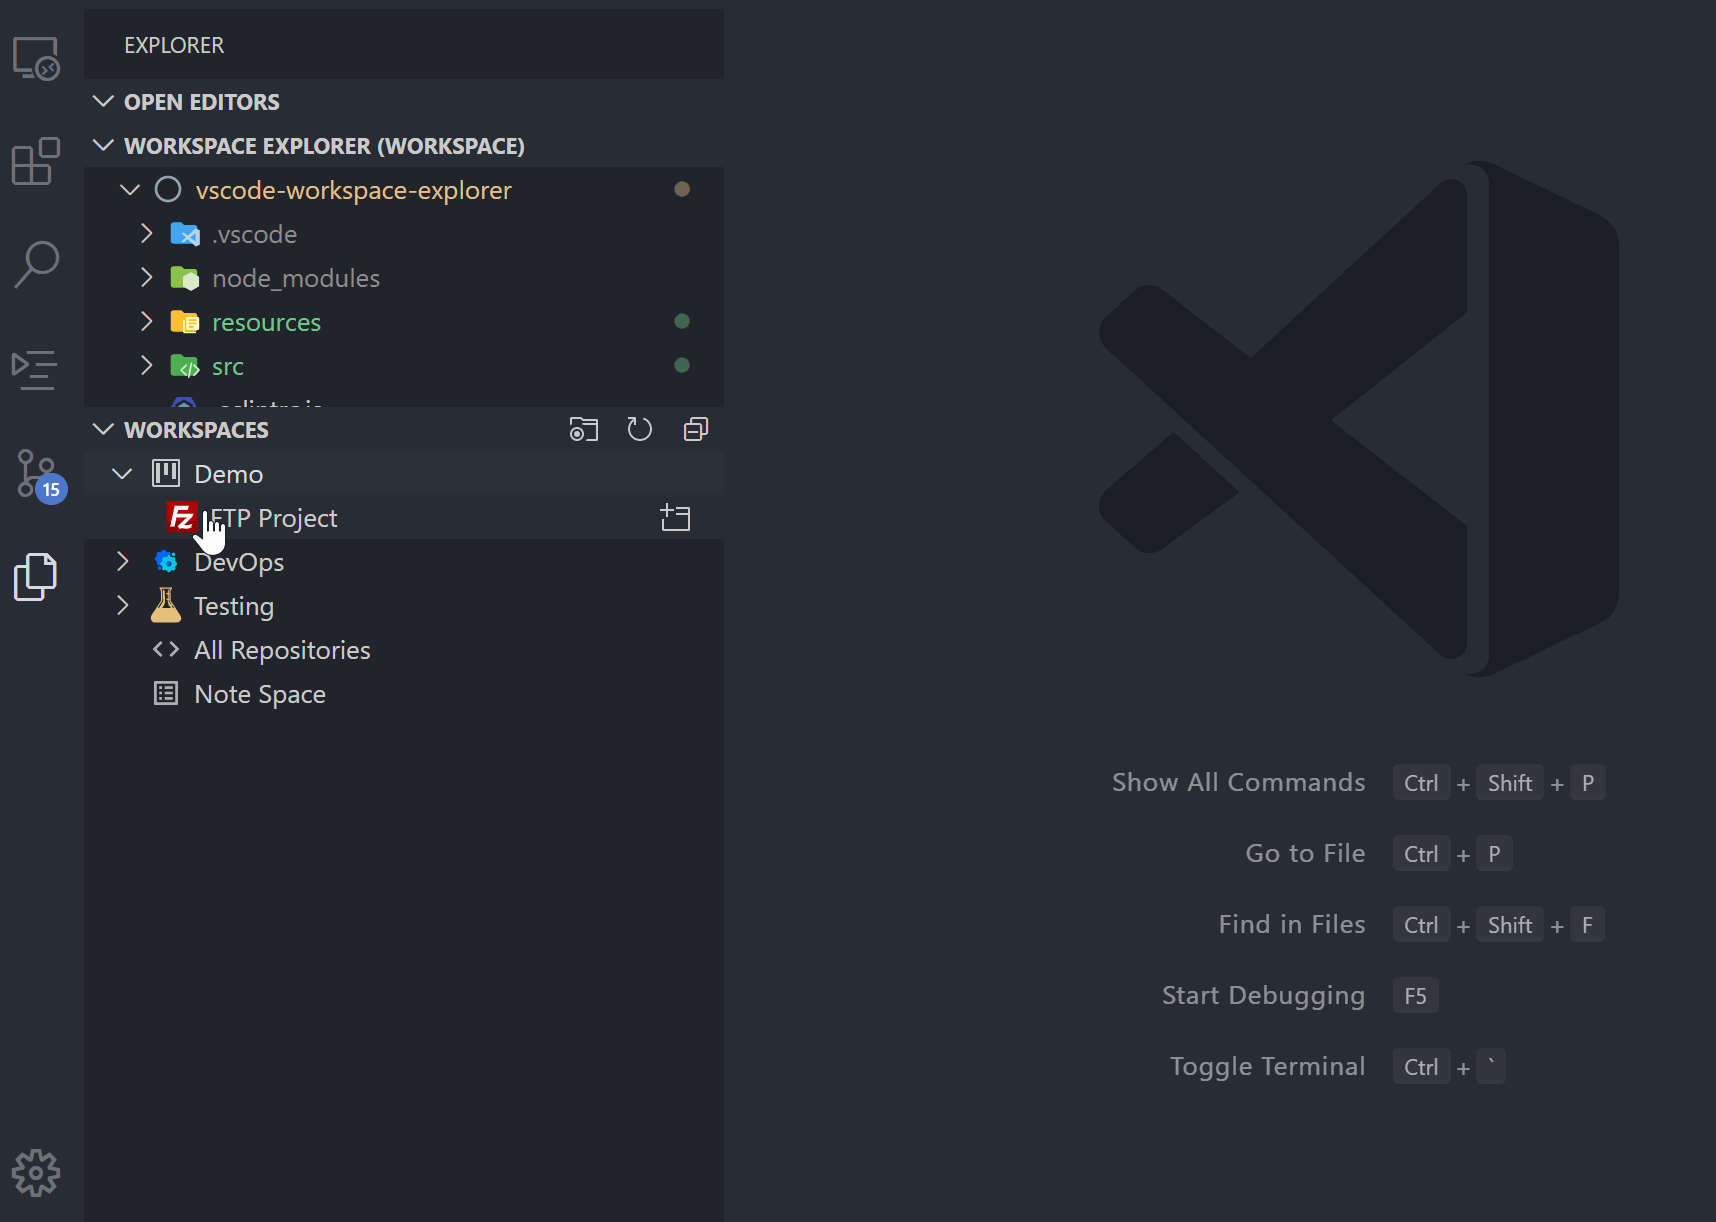 EXPLORER
OPEN EDITORS
WORKSPACE EXPLORER (WORKSPACE)
vscode-workspace-explorer
.vscode
node_modules
resources
src
WORKSPACES
Demo
Fz FTP Project
15
DevOps
Testing
All Repositories
Note Space
Show All Commands Ctrl + Shift + P
Go to File Ctrl + P
Find in Files Ctrl + Shift + F
Start Debugging F5
Toggle Terminal Ctrl + `